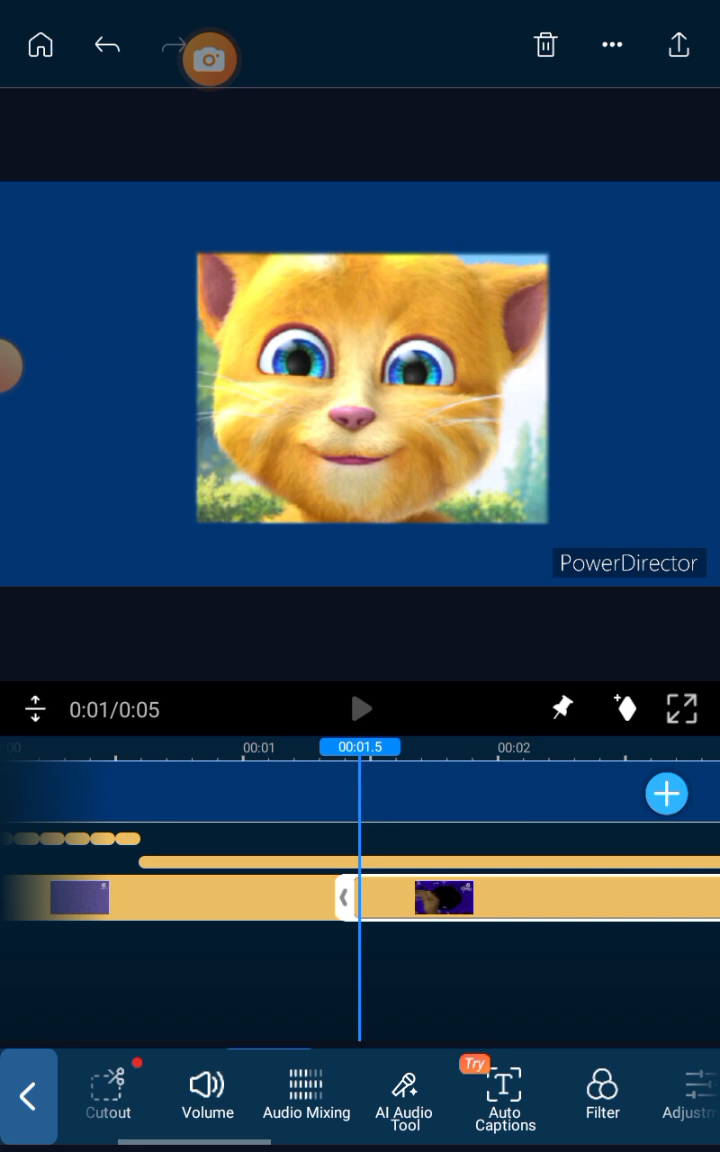 PowerDirector
0:01/0:05
00:01
00:01.5
00:02
Cutout
Volume
Audio Mixing
AI Audio
Tool
Try
Auto
Captions
Filter